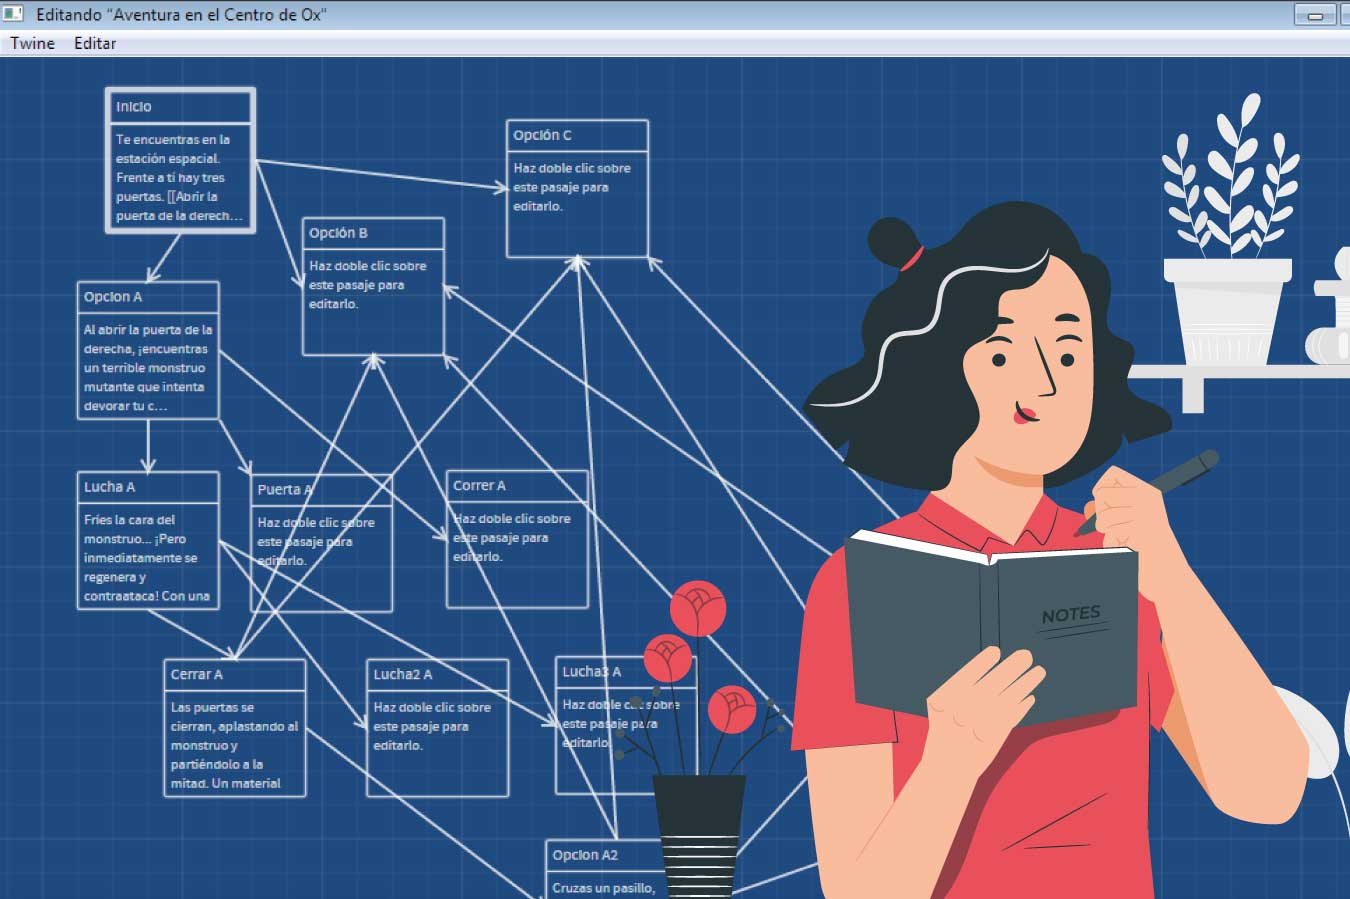 Editando "Aventura en el Centro de Ox"
Twine Editar
Inicio
Te encuentras en la
estación espacial.
Frente a ti hay tres
puertas. [[Abrir la
puerta de la derech...
Opción C
Haz doble clic sobre
este pasaje para
editarlo.
Opción B
Haz doble clic sobre
este pasaje para
editarlo.
Opcion A
Al abrir la puerta de la
derecha, ¡encuentras
un terrible monstruo
mutante que intenta
devorar tu c...
Lucha A
Fríes la cara del
monstruo... ¡Pero
inmediatamente se
regenera y
contraataca! Con una
Puerta A
Haz doble clic sobre
este pasaje para
editarlo.
Correr A
Haz doble clic sobre
este pasaje para
editarlo.
Cerrar A
Las puertas se
cierran, aplastando al
monstruo y
partiéndolo a la
mitad. Un material
Lucha2 A
Haz doble clic sobre
este pasaje para
editarlo.
Lucha3 A
Haz doble clic sobre
este pasaje para
editarlo.
Opcion A2
Cruzas un pasillo,
NOTES